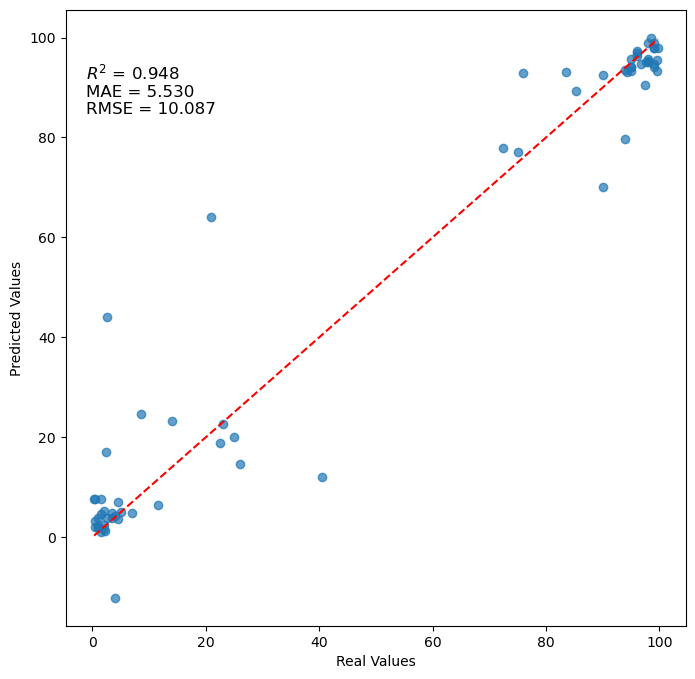 R² = 0.948
MAE = 5.530
RMSE = 10.087
100
80
60
40
20
0
Predicted Values
0 20 40 60 80 100
Real Values